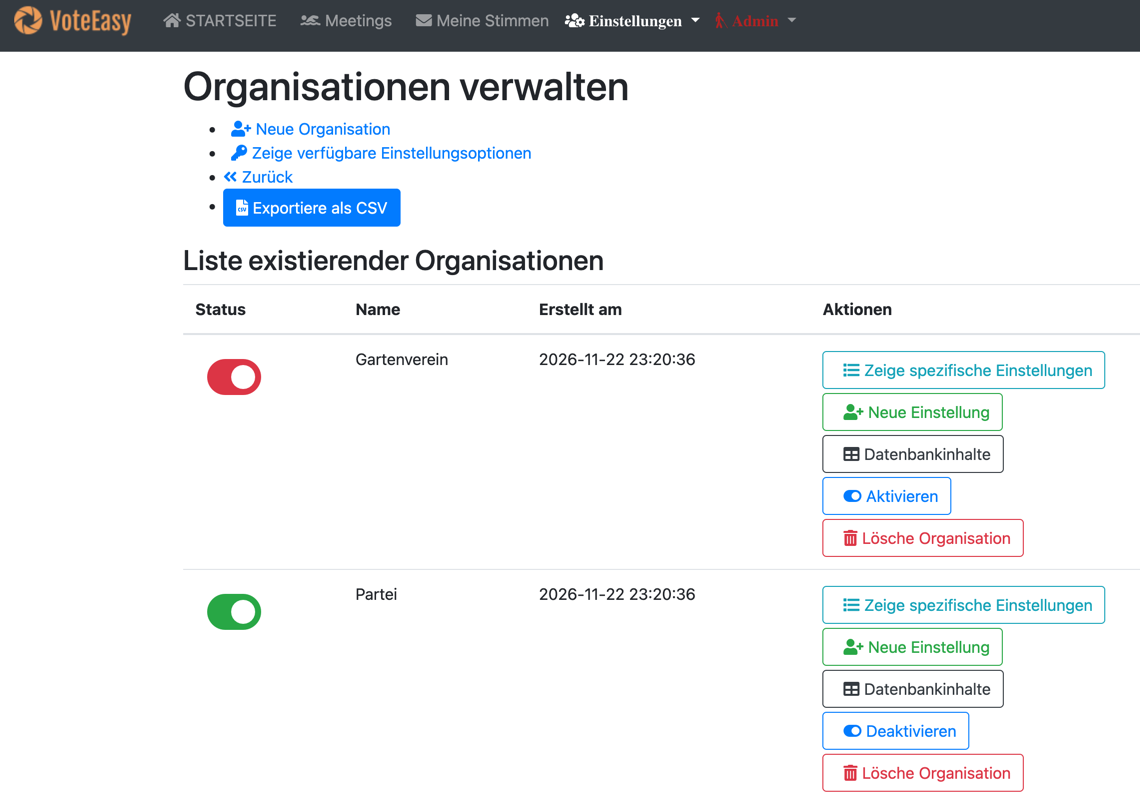 VoteEasy STARTSEITE Meetings Meine Stimmen Einstellungen Admin
Organisationen verwalten
Neue Organisation
Zeige verfügbare Einstellungsoptionen
Zurück
Exportiere als CSV
Liste existierender Organisationen
Status Name Erstellt am Aktionen
Gartenverein 2026-11-22 23:20:36 Zeige spezifische Einstellungen
Neue Einstellung
Datenbankinhalte
Aktivieren
Lösche Organisation
Partei 2026-11-22 23:20:36 Zeige spezifische Einstellungen
Neue Einstellung
Datenbankinhalte
Deaktivieren
Lösche Organisation